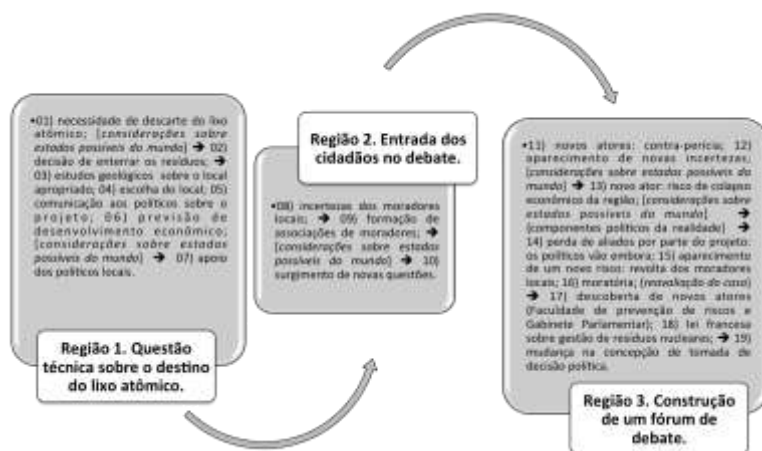 •01) necessidade de descarte do lixo
atômico; [considerações sobre
estados possíveis do mundo] ➔ 02)
decisão de enterrar os resíduos; ➔
03) estudos geológicos sobre o local
apropriado; 04) escolha do local; 05)
comunicação aos políticos sobre o
projeto; 06) previsão de
desenvolvimento econômico;
[considerações sobre estados
possíveis do mundo] ➔ 07) apoio
dos políticos locais.
Região 1. Questão
técnica sobre o destino
do lixo atômico.
Região 2. Entrada dos
cidadãos no debate.
•08) incertezas dos moradores
locais; ➔ 09) formação de
associações de moradores; ➔
[considerações sobre estados
possíveis do mundo] ➔ 10)
surgimento de novas questões.
•11) novos atores: contra-perícia; 12)
aparecimento de novas incertezas;
[considerações sobre estados possíveis do
mundo] ➔ 13) novo ator: risco de colapso
econômico da região; [considerações sobre
estados possíveis do mundo] ➔
(componentes políticos da realidade) ➔
14) perda de aliados por parte do projeto:
os políticos vão embora; 15) aparecimento
de um novo risco: revolta dos moradores
locais; 16) moratória; (reavaliação do caso)
➔ 17) descoberta de novos atores
(Faculdade de prevenção de riscos e
Gabinete Parlamentar); 18) lei francesa
sobre gestão de resíduos nucleares; ➔ 19)
mudança na concepção de tomada de
decisão política.
Região 3. Construção
de um fórum de
debate.